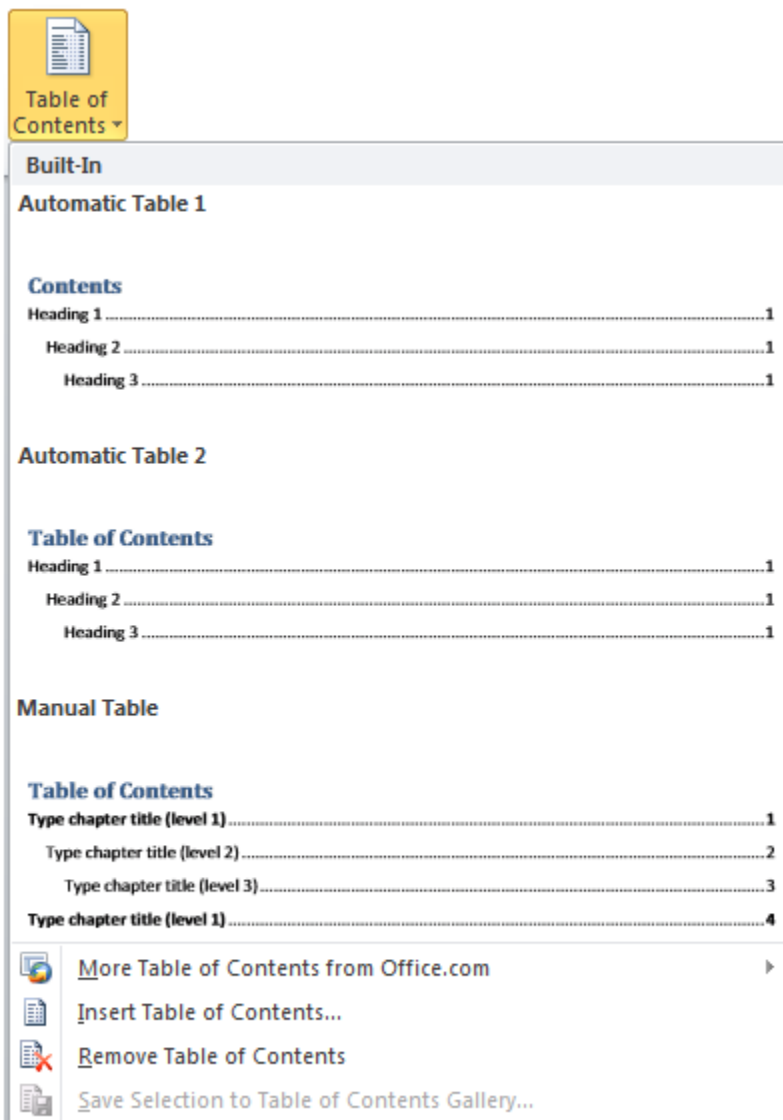 Table of
Contents
Built-In
Automatic Table 1
Contents
Heading 1........................................1
Heading 2........................................1
Heading 3........................................1
Automatic Table 2
Table of Contents
Heading 1........................................1
Heading 2........................................1
Heading 3........................................1
Manual Table
Table of Contents
Type chapter title (level 1)........................................1
Type chapter title (level 2)........................................2
Type chapter title (level 3)........................................3
Type chapter title (level 1)........................................4
More Table of Contents from Office.com
Insert Table of Contents...
Remove Table of Contents
Save Selection to Table of Contents Gallery...